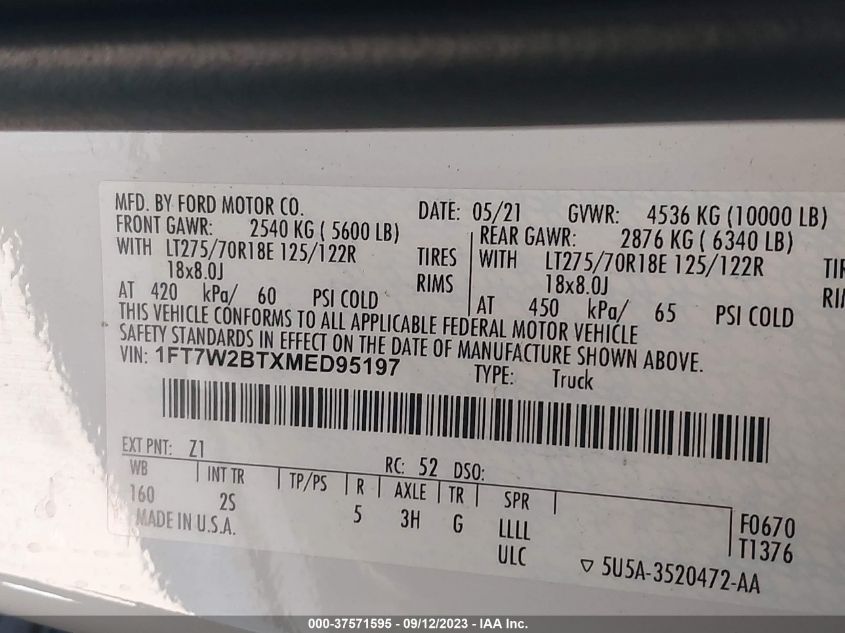 MFD. BY FORD MOTOR CO. DATE: 05/21 GVWR: 4536 KG (10000 LB)
FRONT GAWR: 2540 KG ( 5600 LB) REAR GAWR: 2876 KG ( 6340 LB)
WITH LT275/70R18E 125/122R TIRES WITH LT275/70R18E 125/122R
18x8.0J RIMS 18x8.0J
AT 420 kPa/ 60 PSI COLD AT 450 kPa/ 65 PSI COLD
THIS VEHICLE CONFORMS TO ALL APPLICABLE FEDERAL MOTOR VEHICLE
SAFETY STANDARDS IN EFFECT ON THE DATE OF MANUFACTURE SHOWN ABOVE.
VIN: 1FT7W2BTXMED95197 TYPE: Truck
EXT PNT: Z1 RC: 52 DSO:
WB INT TR TP/PS R AXLE TR SPR
160 2S 5 3H G LLLL F0670
MADE IN U.S.A. ULC T1376
5U5A-3520472-AA
000-37571595 - 09/12/2023 - IAA Inc.